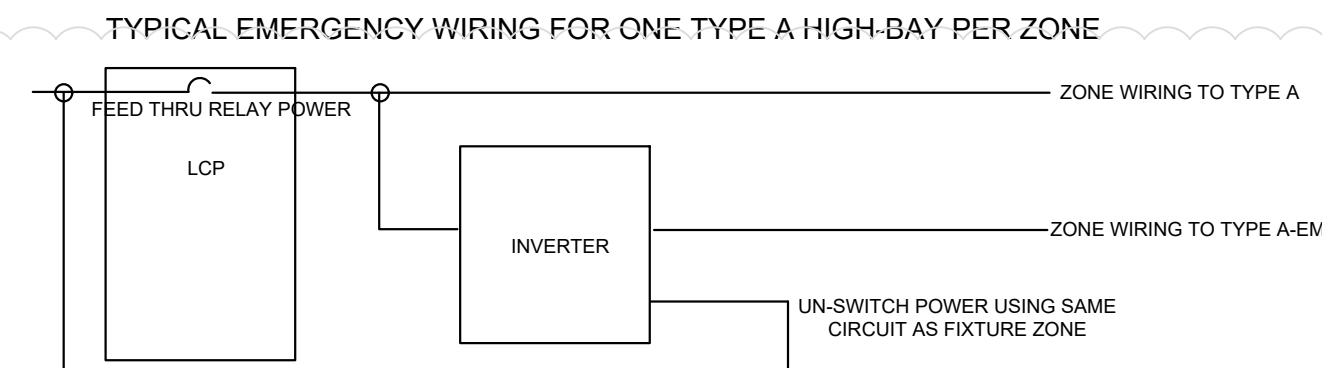 TYPICAL EMERGENCY WIRING FOR ONE TYPE A HIGH-BAY PER ZONE
ZONE WIRING TO TYPE A
FEED THRU RELAY POWER
LCP
ZONE WIRING TO TYPE A-EM
INVERTER
UN-SWITCH POWER USING SAME
CIRCUIT AS FIXTURE ZONE